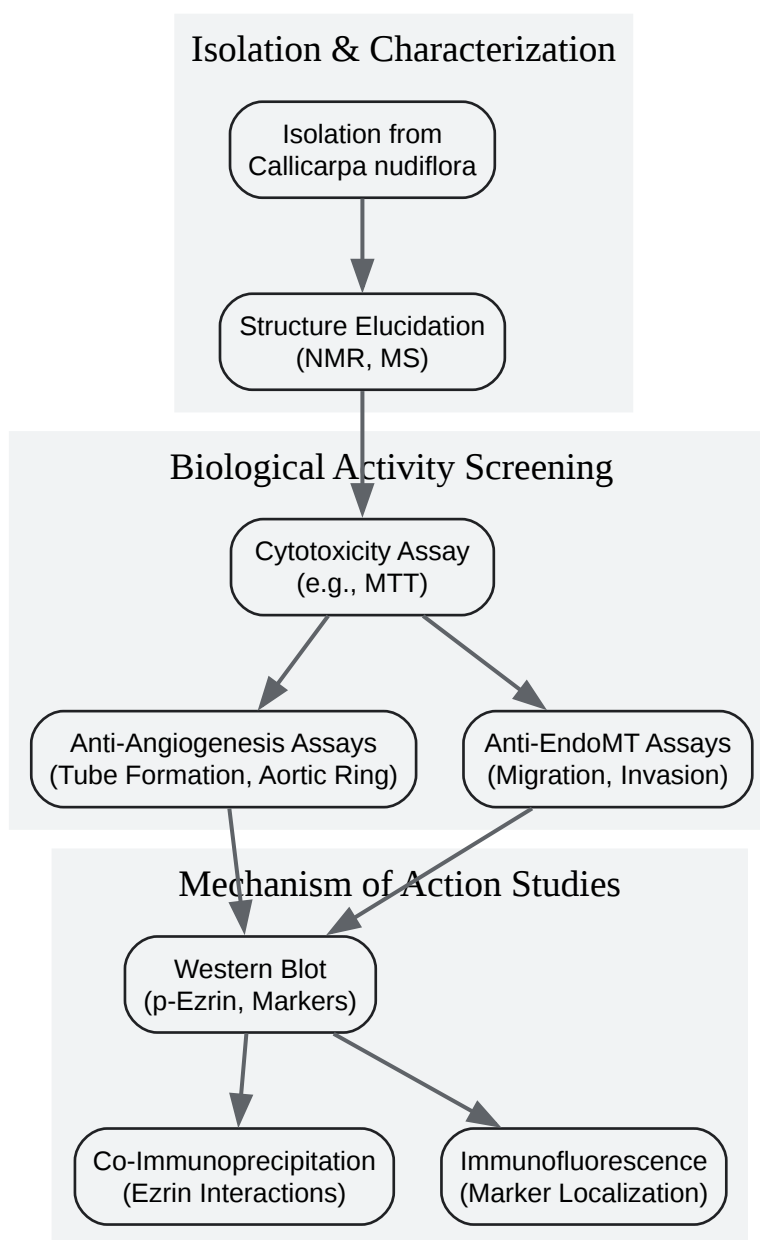 Isolation & Characterization
Isolation from
Callicarpa nudiflora
Structure Elucidation
(NMR, MS)
Biological Activity Screening
Cytotoxicity Assay
(e.g., MTT)
Anti-Angiogenesis Assays
(Tube Formation, Aortic Ring)
Anti-EndoMT Assays
(Migration, Invasion)
Mechanism of Action Studies
Western Blot
(p-Ezrin, Markers)
Co-Immunoprecipitation
(Ezrin Interactions)
Immunofluorescence
(Marker Localization)